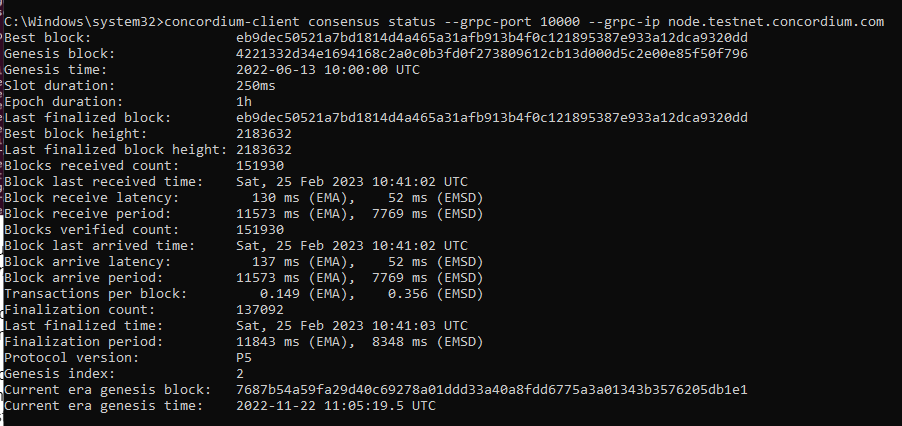 C:\Windows\system32>concordium-client consensus status --grpc-port 10000 --grpc-ip node.testnet.concordium.com
Best block:                  eb9dec50521a7bd1814d4a465a31afb913b4f0c121895387e933a12dca9320dd
Genesis block:               4221332d34e1694168c2a0c0b3fd0f273809612cb13d000d5c2e00e85f50f796
Genesis time:                2022-06-13 10:00:00 UTC
Slot duration:               250ms
Epoch duration:              1h
Last finalized block:        eb9dec50521a7bd1814d4a465a31afb913b4f0c121895387e933a12dca9320dd
Best block height:           2183632
Last finalized block height: 2183632
Blocks received count:       151930
Block last received time:    Sat, 25 Feb 2023 10:41:02 UTC
Block receive latency:         130 ms (EMA),    52 ms (EMSD)
Block receive period:        11573 ms (EMA),  7769 ms (EMSD)
Blocks verified count:       151930
Block last arrived time:     Sat, 25 Feb 2023 10:41:02 UTC
Block arrive latency:          137 ms (EMA),    52 ms (EMSD)
Block arrive period:         11573 ms (EMA),  7769 ms (EMSD)
Transactions per block:         0.149 (EMA),    0.356 (EMSD)
Finalization count:          137092
Last finalized time:         Sat, 25 Feb 2023 10:41:03 UTC
Finalization period:         11843 ms (EMA),  8348 ms (EMSD)
Protocol version:            P5
Genesis index:               2
Current era genesis block:   7687b54a59fa29d40c69278a01ddd33a40a8fdd6775a3a01343b3576205db1e1
Current era genesis time:    2022-11-22 11:05:19.5 UTC